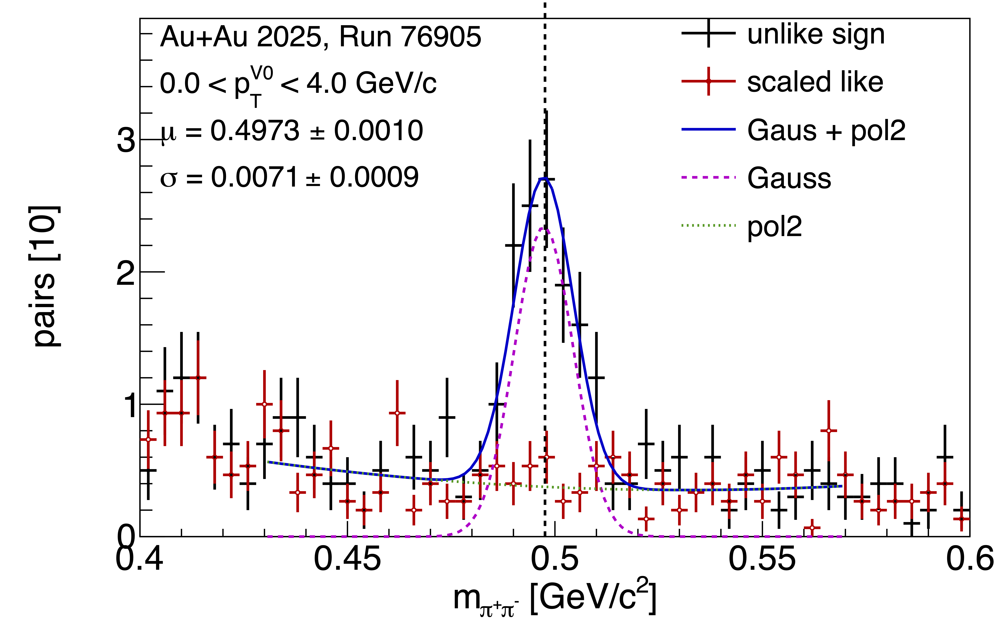 Au+Au 2025, Run 76905
0.0 < p_T^V0 < 4.0 GeV/c
μ = 0.4973 ± 0.0010
σ = 0.0071 ± 0.0009
unlike sign
scaled like
Gaus + pol2
Gauss
pol2
pairs [10]
3
2
1
0
0.4 0.45 0.5 0.55 0.6
m_π⁺π⁻ [GeV/c²]